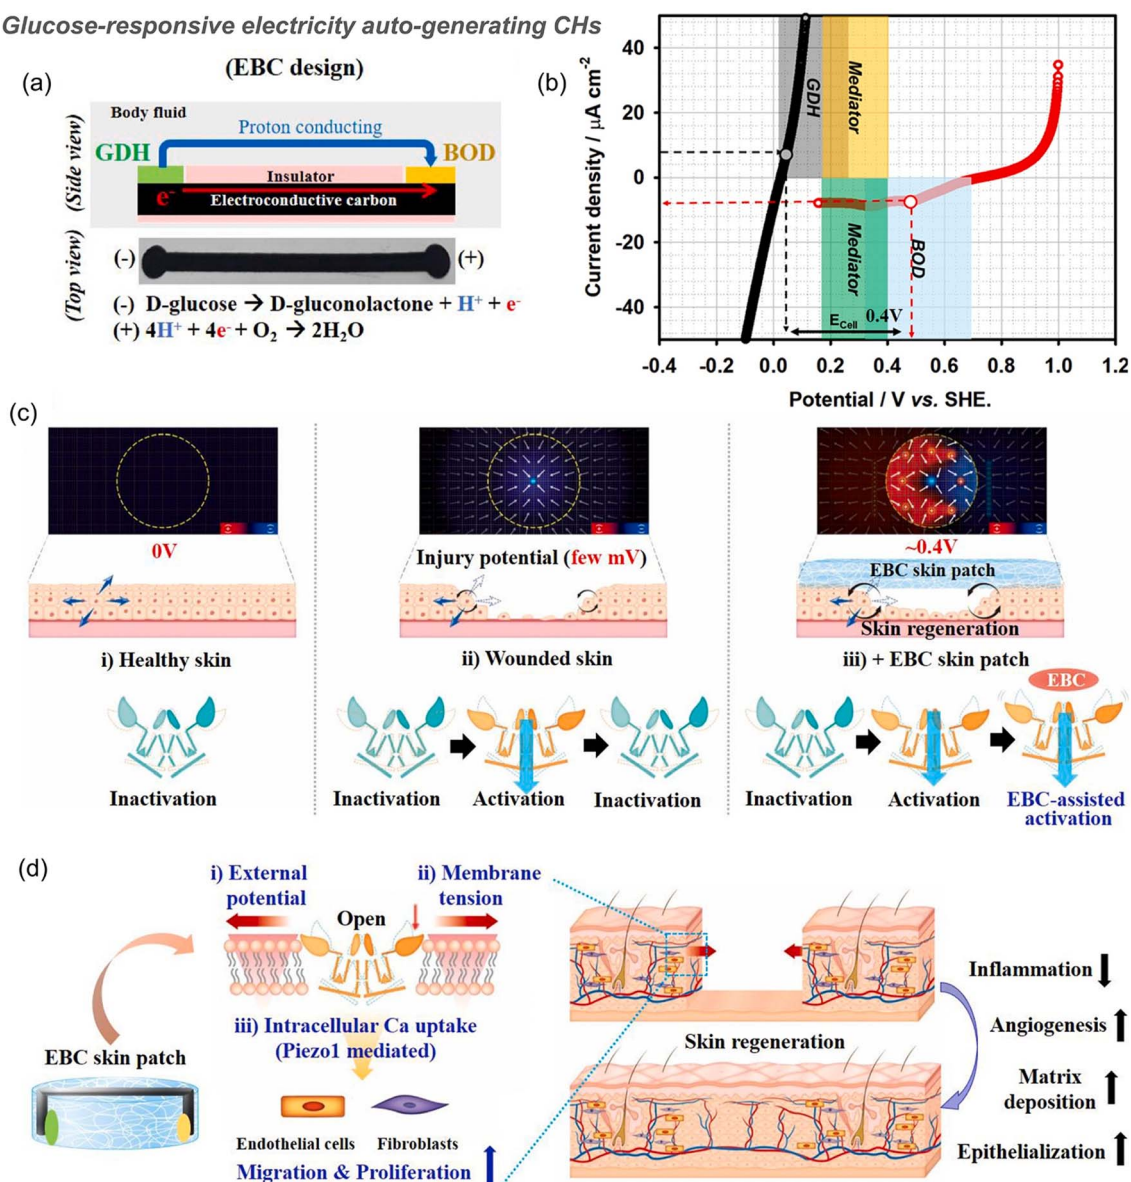 Glucose-responsive electricity auto-generating CHs
(a)
(EBC design)
(Side view)
Body fluid
Proton conducting
GDH
BOD
Insulator
e-
Electroconductive carbon
(Top view)
(-)
(+)
(-) D-glucose → D-gluconolactone + H+ + e-
(+) 4H+ + 4e- + O2 → 2H2O
(b)
Current density / μA cm-2
40
20
0
-20
-40
GDH
Mediator
Mediator
BOD
ECell
0.4V
-0.4
-0.2
0.0
0.2
0.4
0.6
0.8
1.0
1.2
Potential / V vs. SHE.
(c)
0V
i) Healthy skin
Inactivation
Injury potential (few mV)
ii) Wounded skin
Inactivation
Activation
Inactivation
~0.4V
EBC skin patch
Skin regeneration
iii) + EBC skin patch
EBC
Inactivation
Activation
EBC-assisted
activation
(d)
EBC skin patch
i) External
potential
ii) Membrane
tension
Open
iii) Intracellular Ca uptake
(Piezo1 mediated)
Endothelial cells
Fibroblasts
Migration & Proliferation
Skin regeneration
Inflammation
Angiogenesis
Matrix
deposition
Epithelialization